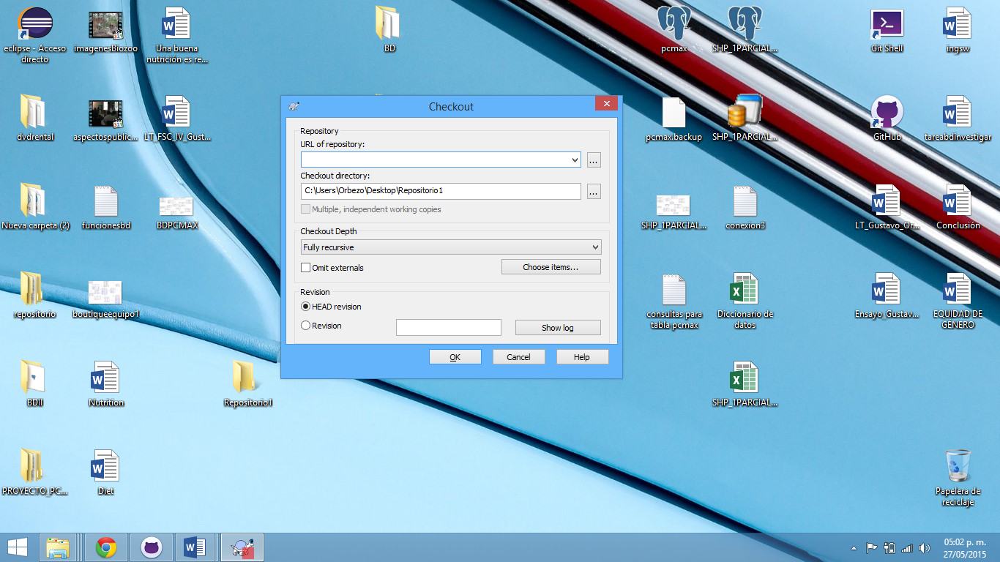 eclipse - Acceso
directo
imagenesBiozoo
Una buena
nutrición es re...
BD
pcmax
SHP_1PARCIAL...
Git Shell
ingsw
dvdrental
aspectospublic...
LT_FSC_IV_Gust...
pcmax.backup
SHP_1PARCIAL...
GitHub
tareabdinvestigar
Nueva carpeta (2)
funcionesbd
BDPCMAX
SHP_1PARCIAL...
conexion3
LT_Gustavo_Or...
Conclusión
repositorio
boutiqueequipo1
consultas para
tabla pcmax
Diccionario de
datos
Ensayo_Gustav...
EQUIDAD DE
GÉNERO
BDII
Nutrition
Repositorio1
SHP_1PARCIAL...
PROYECTO_PC...
Diet
Papelera de
reciclaje
Checkout
Repository
URL of repository:
...
Checkout directory:
C:\Users\Orbezo\Desktop\Repositorio1
...
Multiple, independent working copies
Checkout Depth
Fully recursive
Omit externals
Choose items...
Revision
HEAD revision
Revision
Show log
OK
Cancel
Help
05:02 p. m.
27/05/2015